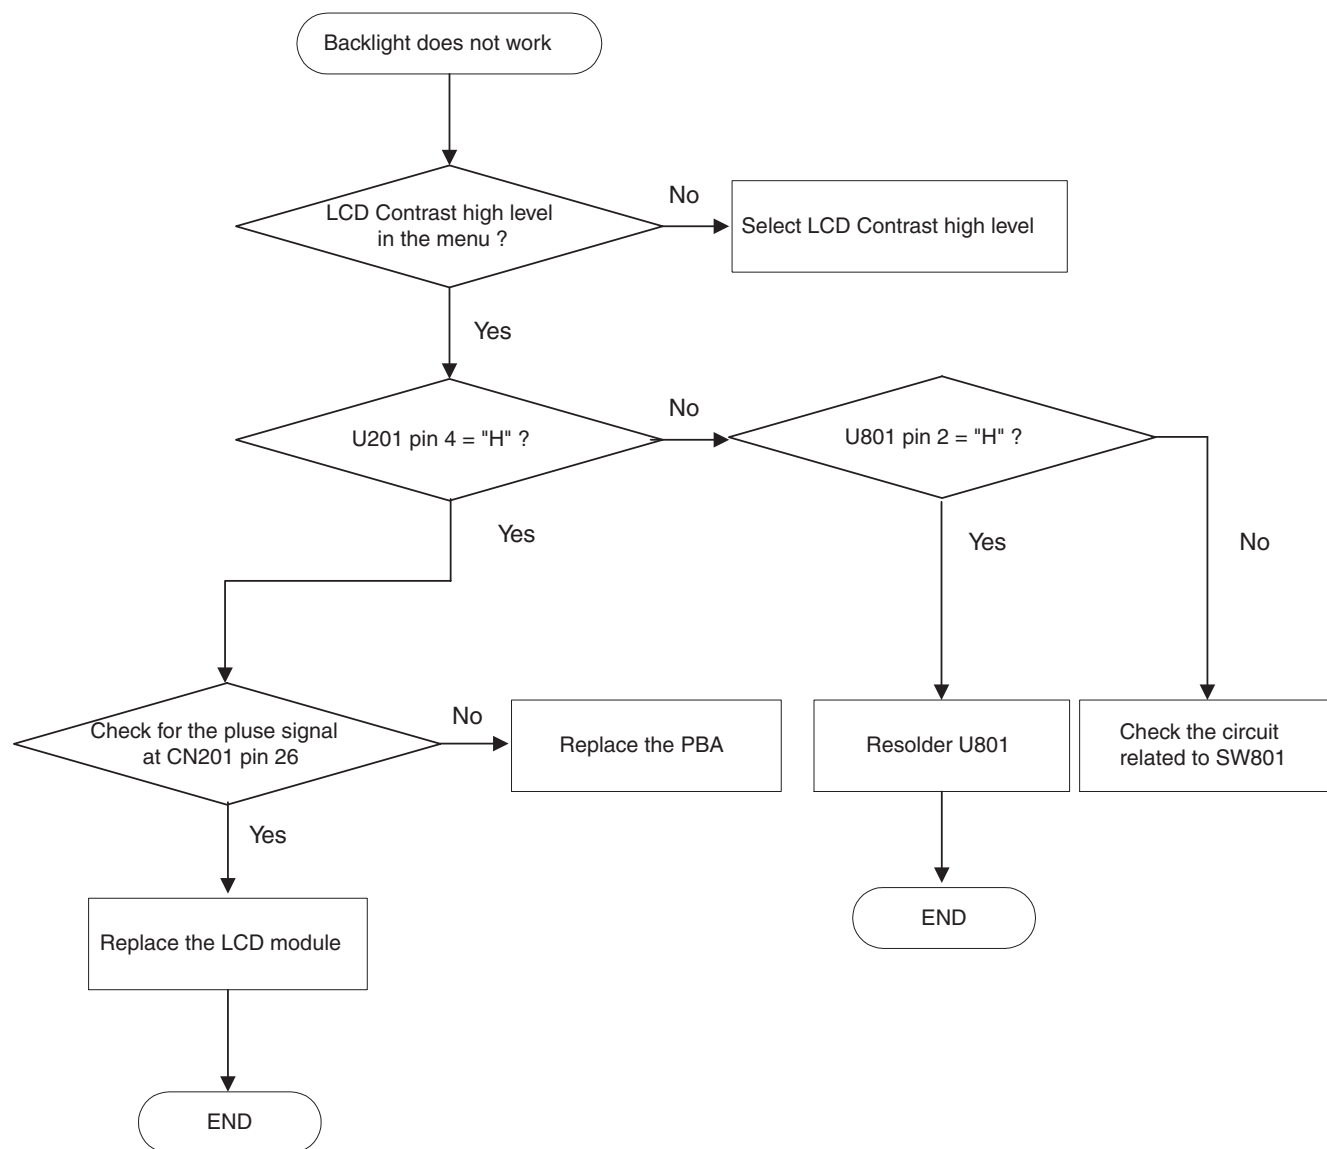 Backlight does not work
LCD Contrast high level
in the menu ?
No
Select LCD Contrast high level
Yes
U201 pin 4 = "H" ?
No
U801 pin 2 = "H" ?
Yes
Yes
No
Check for the pluse signal
at CN201 pin 26
No
Replace the PBA
Resolder U801
Check the circuit
related to SW801
Yes
Replace the LCD module
END
END